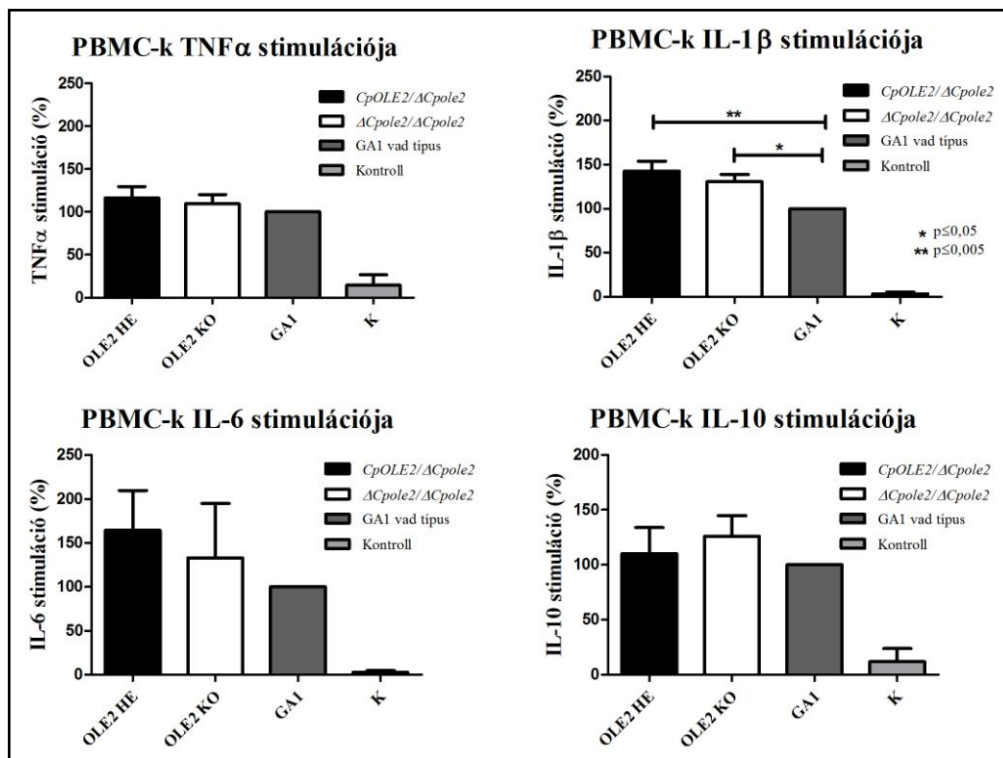 PBMC-k TNFα stimulációja
TNFα stimuláció (%)
250
200
150
100
50
0
CpOLE2/ΔCpole2
ΔCpole2/ΔCpole2
GA1 vad típus
Kontroll
OLE2 HE
OLE2 KO
GA1
K
PBMC-k IL-1β stimulációja
IL-1β stimuláció (%)
250
200
150
100
50
0
CpOLE2/ΔCpole2
ΔCpole2/ΔCpole2
GA1 vad típus
Kontroll
**
*
* p≤0,05
** p≤0,005
OLE2 HE
OLE2 KO
GA1
K
PBMC-k IL-6 stimulációja
IL-6 stimuláció (%)
250
200
150
100
50
0
CpOLE2/ΔCpole2
ΔCpole2/ΔCpole2
GA1 vad típus
Kontroll
OLE2 HE
OLE2 KO
GA1
K
PBMC-k IL-10 stimulációja
IL-10 stimuláció (%)
200
150
100
50
0
CpOLE2/ΔCpole2
ΔCpole2/ΔCpole2
GA1 vad típus
Kontroll
OLE2 HE
OLE2 KO
GA1
K